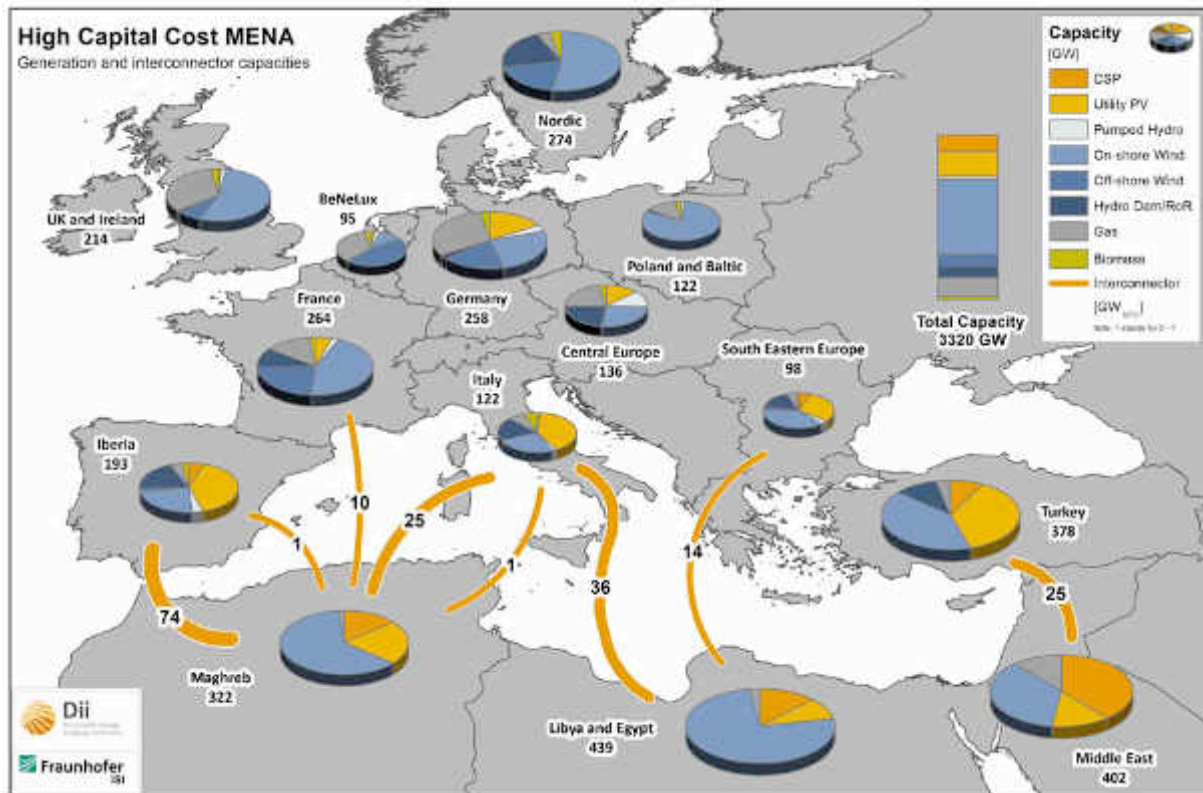 High Capital Cost MENA
Generation and interconnector capacities
Capacity
[GW]
CSP
Utility PV
Pumped Hydro
On-shore Wind
Off-shore Wind
Hydro Dam/RoR
Gas
Biomass
Interconnector
Total Capacity
3320 GW
Nordic
274
UK and Ireland
214
BeNeLux
95
Germany
258
Poland and Baltic
122
France
264
Central Europe
136
South Eastern Europe
98
Italy
122
Iberia
193
Turkey
378
Maghreb
322
Libya and Egypt
439
Middle East
402
74
1
10
25
1
36
14
25
Dii
Fraunhofer
ISI